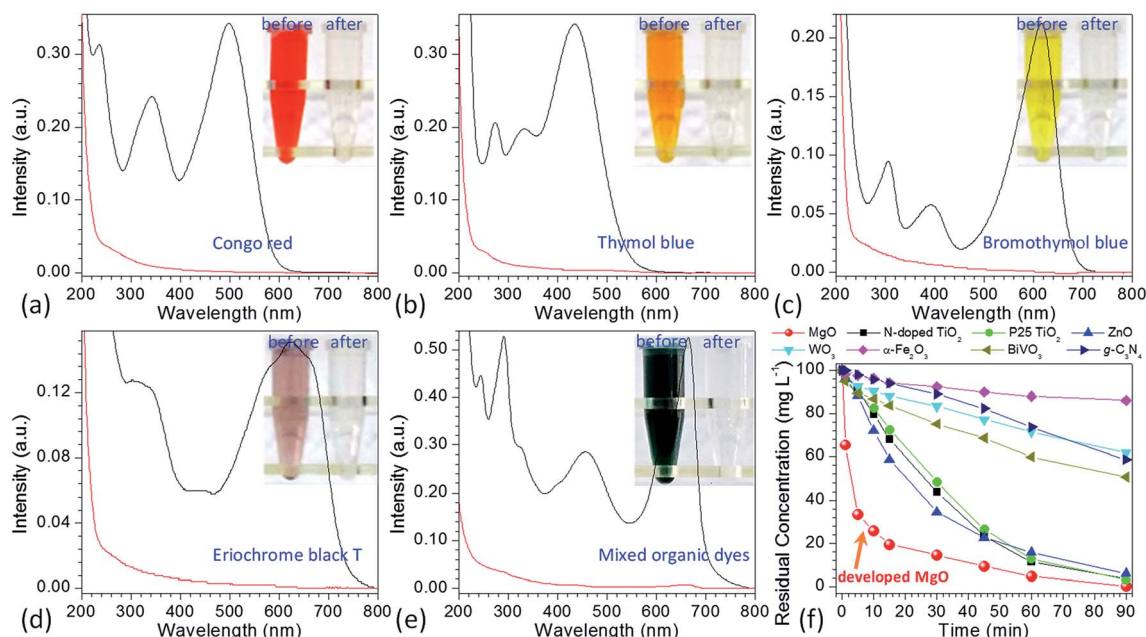 before after
0.30
0.20
0.10
0.00
Intensity (a.u.)
Congo red
200 300 400 500 600 700 800
Wavelength (nm)
(a)
before after
0.30
0.20
0.10
0.00
Intensity (a.u.)
Thymol blue
200 300 400 500 600 700 800
Wavelength (nm)
(b)
before after
0.20
0.15
0.10
0.05
0.00
Intensity (a.u.)
Bromothymol blue
200 300 400 500 600 700 800
Wavelength (nm)
(c)
before after
0.12
0.08
0.04
0.00
Intensity (a.u.)
Eriochrome black T
200 300 400 500 600 700 800
Wavelength (nm)
(d)
before after
0.50
0.40
0.30
0.20
0.10
0.00
Intensity (a.u.)
Mixed organic dyes
200 300 400 500 600 700 800
Wavelength (nm)
(e)
MgO N-doped TiO₂ P25 TiO₂ ZnO
WO₃ α-Fe₂O₃ BiVO₃ g-C₃N₄
100
80
60
40
20
0
Residual Concentration (mg L⁻¹)
developed MgO
0 10 20 30 40 50 60 70 80 90
Time (min)
(f)